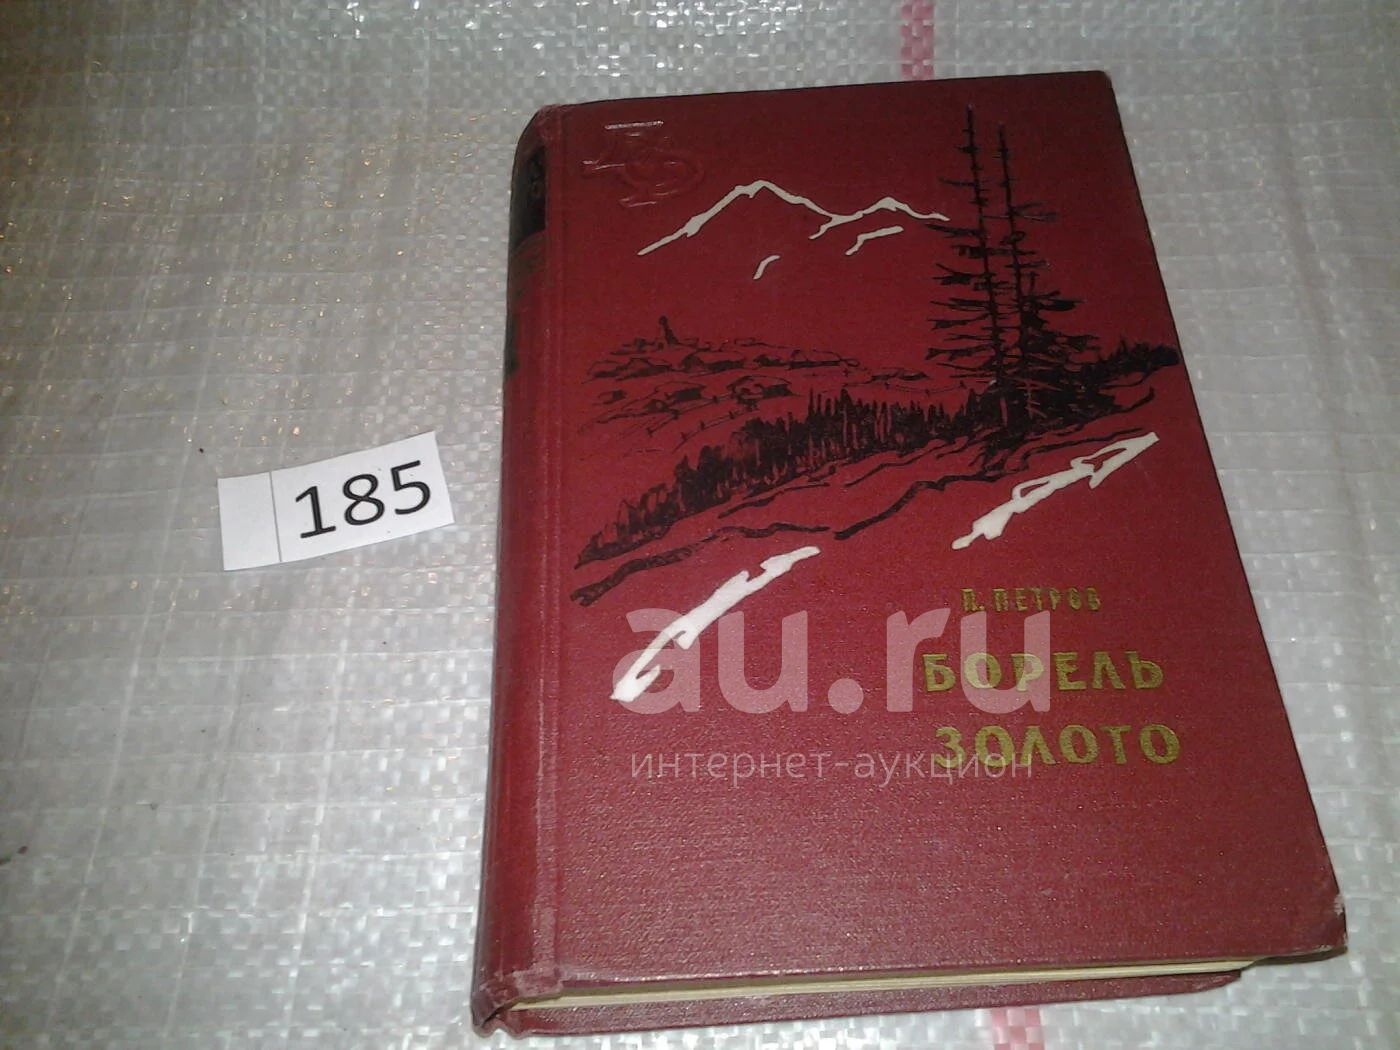 185
П. ПЕТРОВ
БОРЕЛЬ
ЗОЛОТО
au.ru
интернет-аукцион